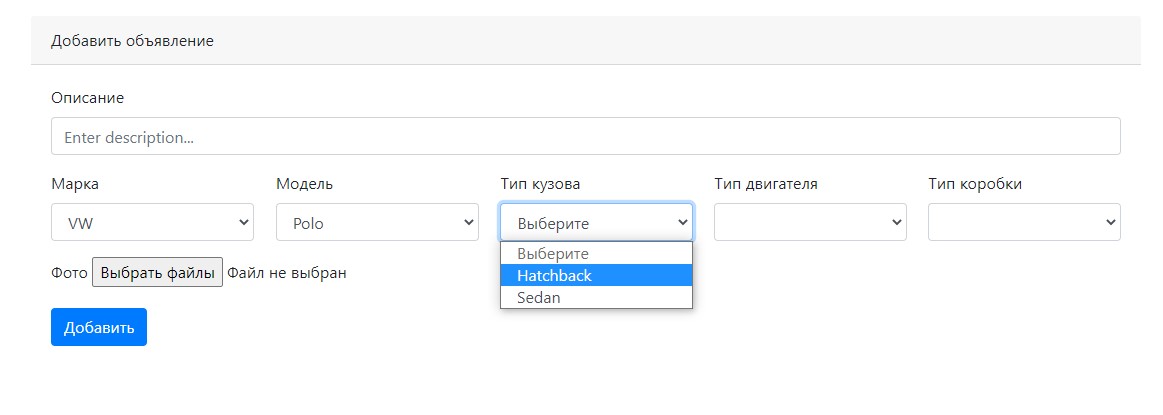 Добавить объявление
Описание
Enter description...
Марка Модель Тип кузова Тип двигателя Тип коробки
VW Polo Выберите
Выберите
Hatchback
Sedan
Фото Выбрать файлы Файл не выбран
Добавить